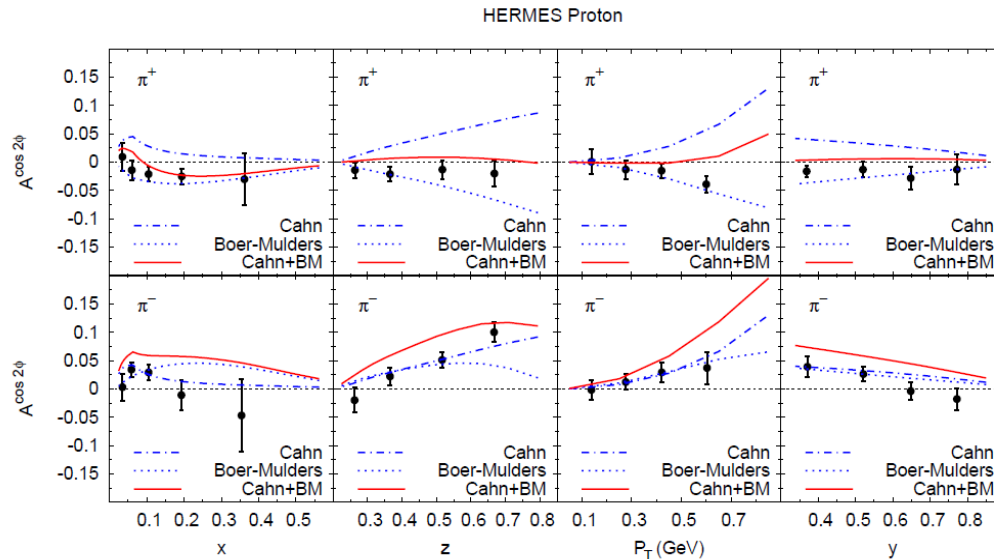 HERMES Proton
π+ π+ π+ π+
0.15
0.1
0.05
0
-0.05
-0.1
-0.15
A^cos 2ϕ
Cahn Cahn Cahn Cahn
Boer-Mulders Boer-Mulders Boer-Mulders Boer-Mulders
Cahn+BM Cahn+BM Cahn+BM Cahn+BM
π− π− π− π−
0.15
0.1
0.05
0
-0.05
-0.1
-0.15
A^cos 2ϕ
Cahn Cahn Cahn Cahn
Boer-Mulders Boer-Mulders Boer-Mulders Boer-Mulders
Cahn+BM Cahn+BM Cahn+BM Cahn+BM
0.1 0.2 0.3 0.4 0.5 0.3 0.4 0.5 0.6 0.7 0.8 0.1 0.3 0.5 0.7 0.4 0.5 0.6 0.7 0.8
x z P_T (GeV) y